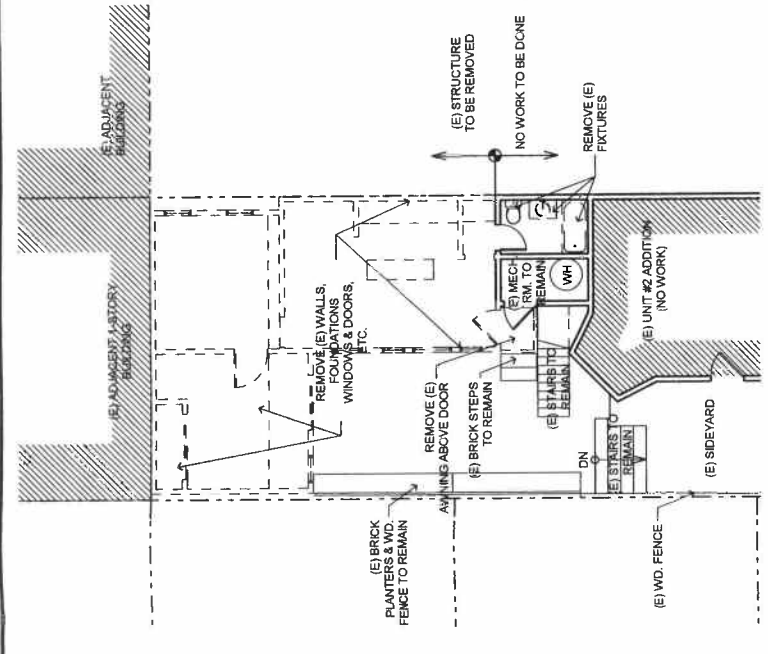 (E) ADJACENT
BUILDING
(E) ADJACENT 1-STORY
BUILDING
(E) STRUCTURE
TO BE REMOVED
NO WORK TO BE DONE
REMOVE (E)
FIXTURES
REMOVE (E) WALLS,
FOUNDATIONS
WINDOWS & DOORS,
ETC.
(E) MECH
RM. TO
REMAIN
WH
(E) UNIT #2 ADDITION
(NO WORK)
REMOVE (E)
AWNING ABOVE DOOR
(E) BRICK STEPS
TO REMAIN
(E) STAIRS TO
REMAIN
(E) BRICK
PLANTERS & WD.
FENCE TO REMAIN
DN
(E) STAIRS TO
REMAIN
(E) SIDEYARD
(E) WD. FENCE